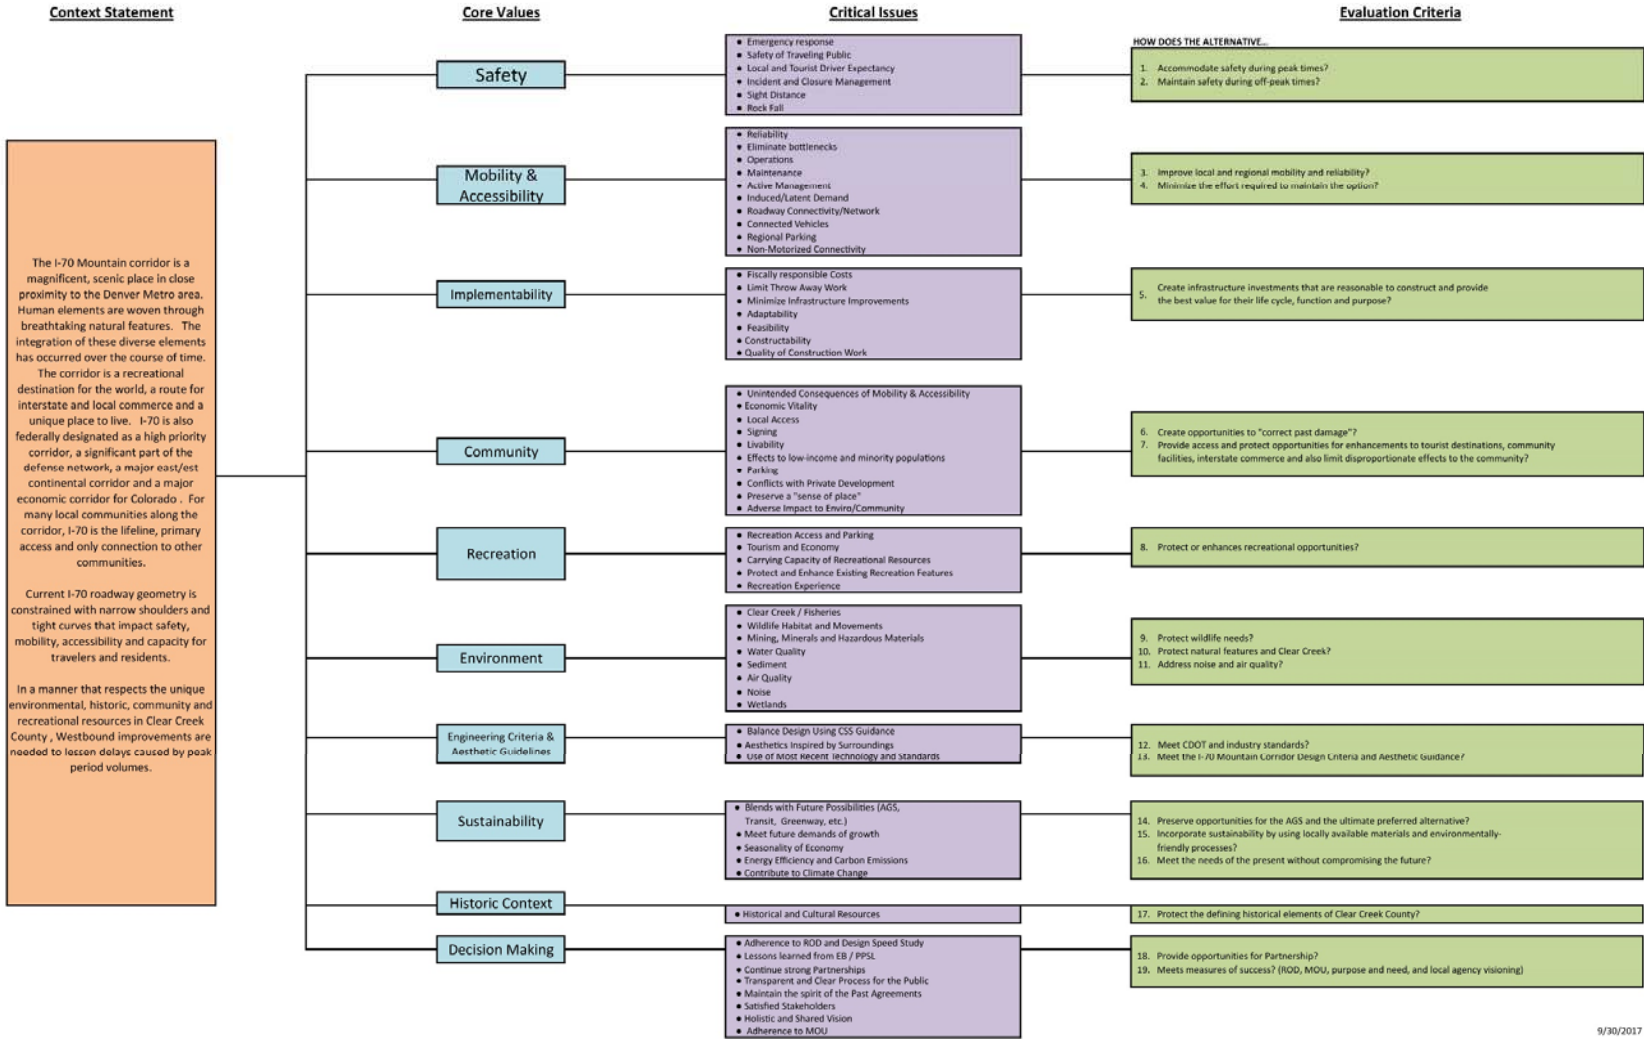 Context Statement
Core Values
Critical Issues
Evaluation Criteria
The I-70 Mountain corridor is a
magnificent, scenic place in close
proximity to the Denver Metro area.
Human elements are woven through
breathtaking natural features. The
integration of these diverse elements
has occurred over the course of time.
The corridor is a recreational
destination for the world, a route for
interstate and local commerce and a
unique place to live. I-70 is also
federally designated as a high priority
corridor, a significant part of the
defense network, a major east/est
continental corridor and a major
economic corridor for Colorado . For
many local communities along the
corridor, I-70 is the lifeline, primary
access and only connection to other
communities.
Current I-70 roadway geometry is
constrained with narrow shoulders and
tight curves that impact safety,
mobility, accessibility and capacity for
travelers and residents.
In a manner that respects the unique
environmental, historic, community and
recreational resources in Clear Creek
County , Westbound improvements are
needed to lessen delays caused by peak
period volumes.
HOW DOES THE ALTERNATIVE...
Safety
• Emergency response
• Safety of Traveling Public
• Local and Tourist Driver Expectancy
• Incident and Closure Management
• Sight Distance
• Rock Fall
1. Accommodate safety during peak times?
2. Maintain safety during off-peak times?
Mobility &
Accessibility
• Reliability
• Eliminate bottlenecks
• Operations
• Maintenance
• Active Management
• Induced/Latent Demand
• Roadway Connectivity/Network
• Connected Vehicles
• Regional Parking
• Non-Motorized Connectivity
3. Improve local and regional mobility and reliability?
4. Minimize the effort required to maintain the option?
Implementability
• Fiscally responsible Costs
• Limit Throw Away Work
• Minimize Infrastructure Improvements
• Adaptability
• Feasibility
• Constructability
• Quality of Construction Work
5. Create infrastructure investments that are reasonable to construct and provide
the best value for their life cycle, function and purpose?
Community
• Unintended Consequences of Mobility & Accessibility
• Economic Vitality
• Local Access
• Signing
• Livability
• Effects to low-income and minority populations
• Parking
• Conflicts with Private Development
• Preserve a "sense of place"
• Adverse Impact to Enviro/Community
6. Create opportunities to "correct past damage"?
7. Provide access and protect opportunities for enhancements to tourist destinations, community
facilities, interstate commerce and also limit disproportionate effects to the community?
Recreation
• Recreation Access and Parking
• Tourism and Economy
• Carrying Capacity of Recreational Resources
• Protect and Enhance Existing Recreation Features
• Recreation Experience
8. Protect or enhances recreational opportunities?
Environment
• Clear Creek / Fisheries
• Wildlife Habitat and Movements
• Mining, Minerals and Hazardous Materials
• Water Quality
• Sediment
• Air Quality
• Noise
• Wetlands
9. Protect wildlife needs?
10. Protect natural features and Clear Creek?
11. Address noise and air quality?
Engineering Criteria &
Aesthetic Guidelines
• Balance Design Using CSS Guidance
• Aesthetics Inspired by Surroundings
• Use of Most Recent Technology and Standards
12. Meet CDOT and industry standards?
13. Meet the I-70 Mountain Corridor Design Criteria and Aesthetic Guidance?
Sustainability
• Blends with Future Possibilities (AGS,
Transit, Greenway, etc.)
• Meet future demands of growth
• Seasonality of Economy
• Energy Efficiency and Carbon Emissions
• Contribute to Climate Change
14. Preserve opportunities for the AGS and the ultimate preferred alternative?
15. Incorporate sustainability by using locally available materials and environmentally-
friendly processes?
16. Meet the needs of the present without compromising the future?
Historic Context
• Historical and Cultural Resources
17. Protect the defining historical elements of Clear Creek County?
Decision Making
• Adherence to ROD and Design Speed Study
• Lessons learned from EB / PPSL
• Continue strong Partnerships
• Transparent and Clear Process for the Public
• Maintain the spirit of the Past Agreements
• Satisfied Stakeholders
• Holistic and Shared Vision
• Adherence to MOU
18. Provide opportunities for Partnership?
19. Meets measures of success? (ROD, MOU, purpose and need, and local agency visioning)
9/30/2017